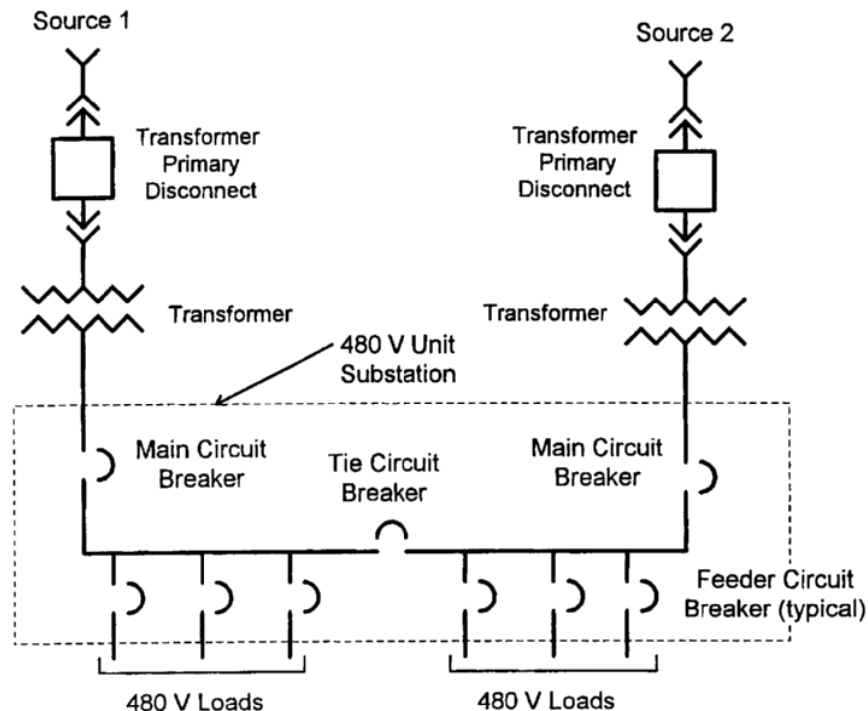 Source 1
Source 2
Transformer
Primary
Disconnect
Transformer
Primary
Disconnect
Transformer
Transformer
480 V Unit
Substation
Main Circuit
Breaker
Tie Circuit
Breaker
Main Circuit
Breaker
Feeder Circuit
Breaker (typical)
480 V Loads
480 V Loads